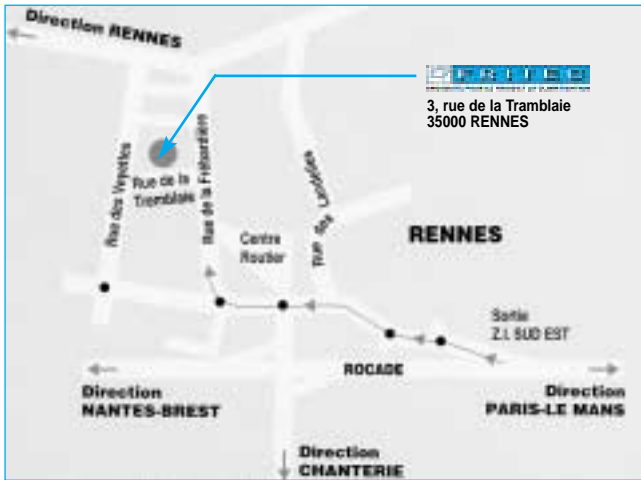 Direction RENNES
3, rue de la Tramblaie
35000 RENNES
Rue des Veyettes
Rue de la
Tremblaie
Rue de la Frébardière
Rue des Landelles
Centre
Routier
RENNES
Sortie
Z.I. SUD EST
ROCADE
Direction
NANTES-BREST
Direction
PARIS-LE MANS
Direction
CHANTERIE